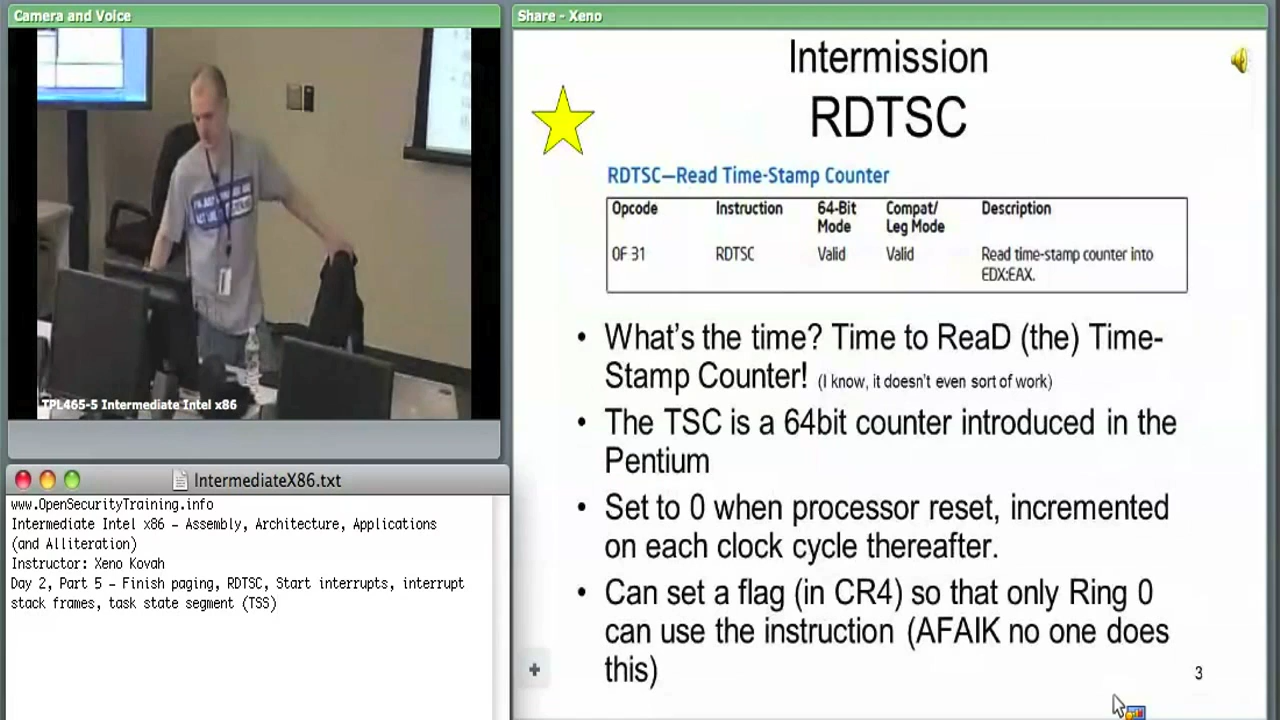 Camera and Voice
TPL465-5 Intermediate Intel x86
IntermediateX86.txt
www.OpenSecurityTraining.info
Intermediate Intel x86 – Assembly, Architecture, Applications
(and Alliteration)
Instructor: Xeno Kovah
Day 2, Part 5 – Finish paging, RDTSC, Start interrupts, interrupt
stack frames, task state segment (TSS)
Share - Xeno
Intermission
RDTSC
RDTSC—Read Time-Stamp Counter
Opcode Instruction 64-Bit Mode Compat/ Leg Mode Description
0F 31 RDTSC Valid Valid Read time-stamp counter into EDX:EAX.
• What's the time? Time to ReaD (the) Time-
Stamp Counter! (I know, it doesn't even sort of work)
• The TSC is a 64bit counter introduced in the
Pentium
• Set to 0 when processor reset, incremented
on each clock cycle thereafter.
• Can set a flag (in CR4) so that only Ring 0
can use the instruction (AFAIK no one does
this)
3